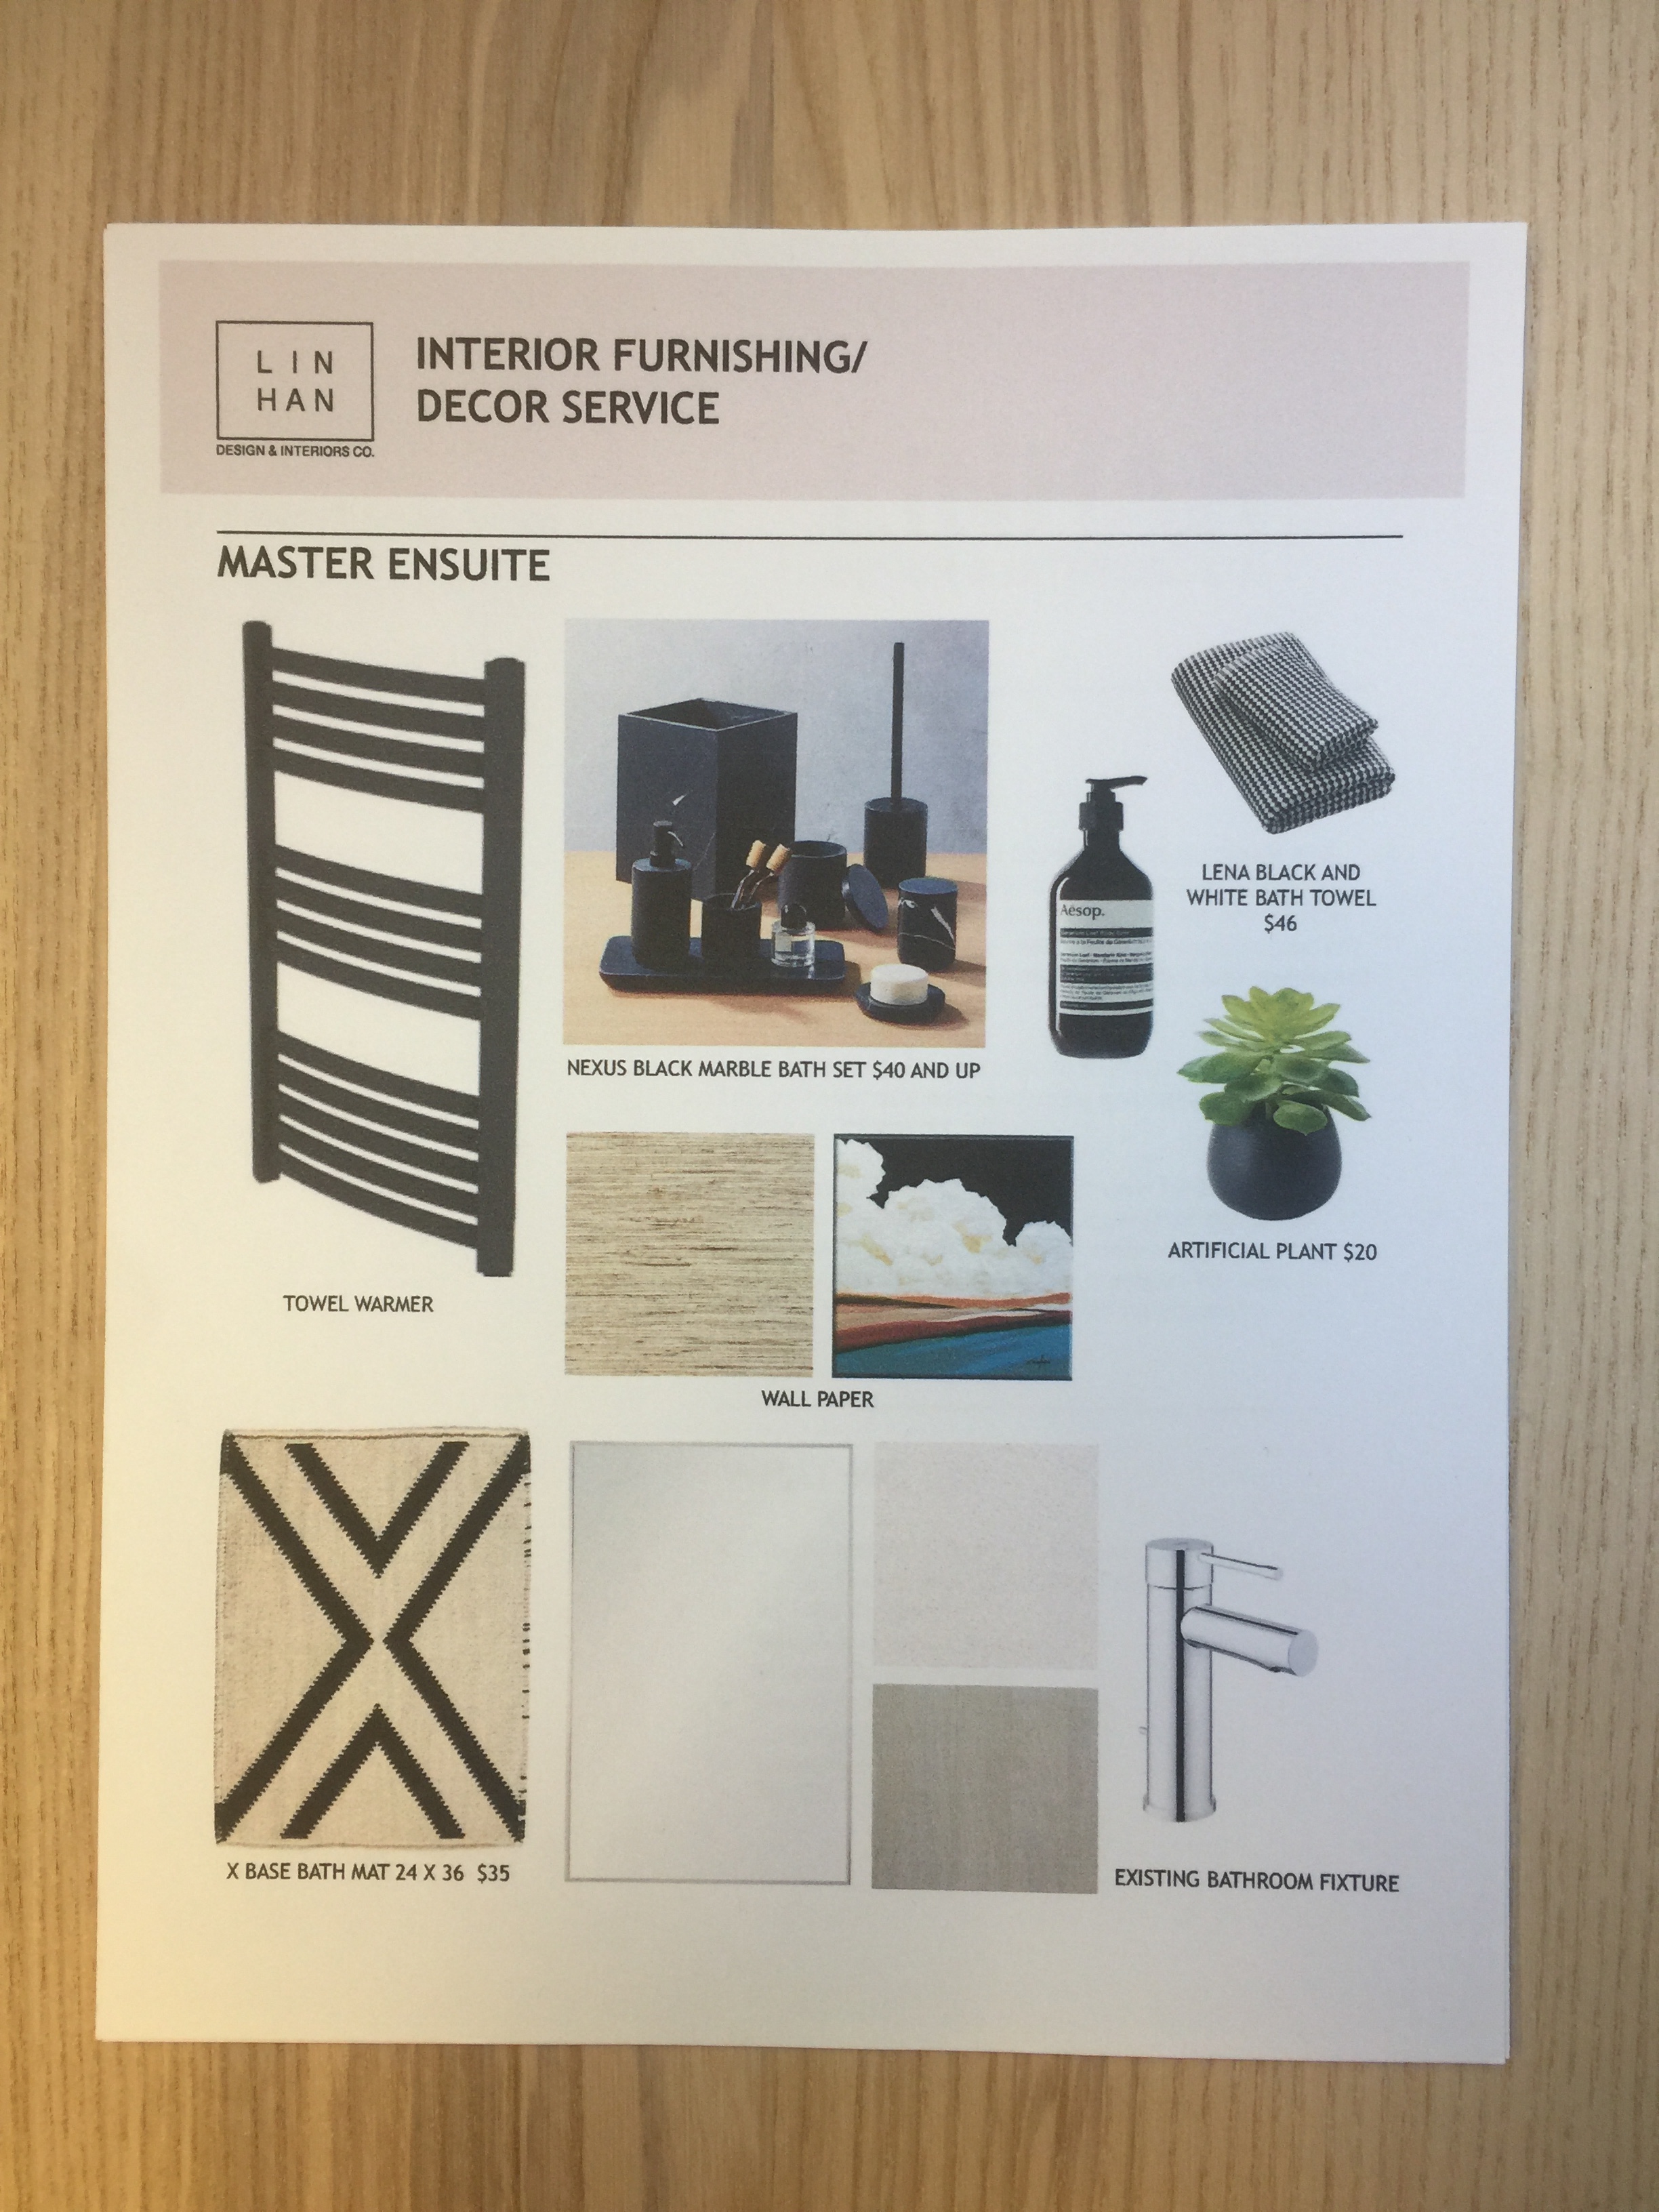 LIN
HAN
DESIGN & INTERIORS CO.
INTERIOR FURNISHING/
DECOR SERVICE
MASTER ENSUITE
TOWEL WARMER
NEXUS BLACK MARBLE BATH SET $40 AND UP
Aesop.
LENA BLACK AND
WHITE BATH TOWEL
$46
ARTIFICIAL PLANT $20
WALL PAPER
X BASE BATH MAT 24 X 36 $35
EXISTING BATHROOM FIXTURE